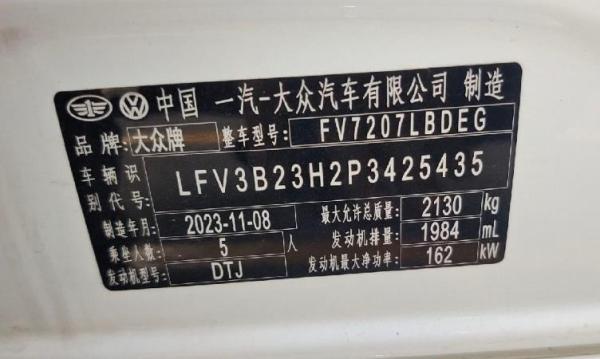 中国 一汽-大众汽车有限公司 制造
品牌: 大众牌 整车型号: FV7207LBDEG
车辆识别代号: LFV3B23H2P3425435
制造年月: 2023-11-08 最大允许总质量: 2130 kg
乘坐人数: 5 人 发动机排量: 1984 mL
发动机型号: DTJ 发动机最大净功率: 162 kW